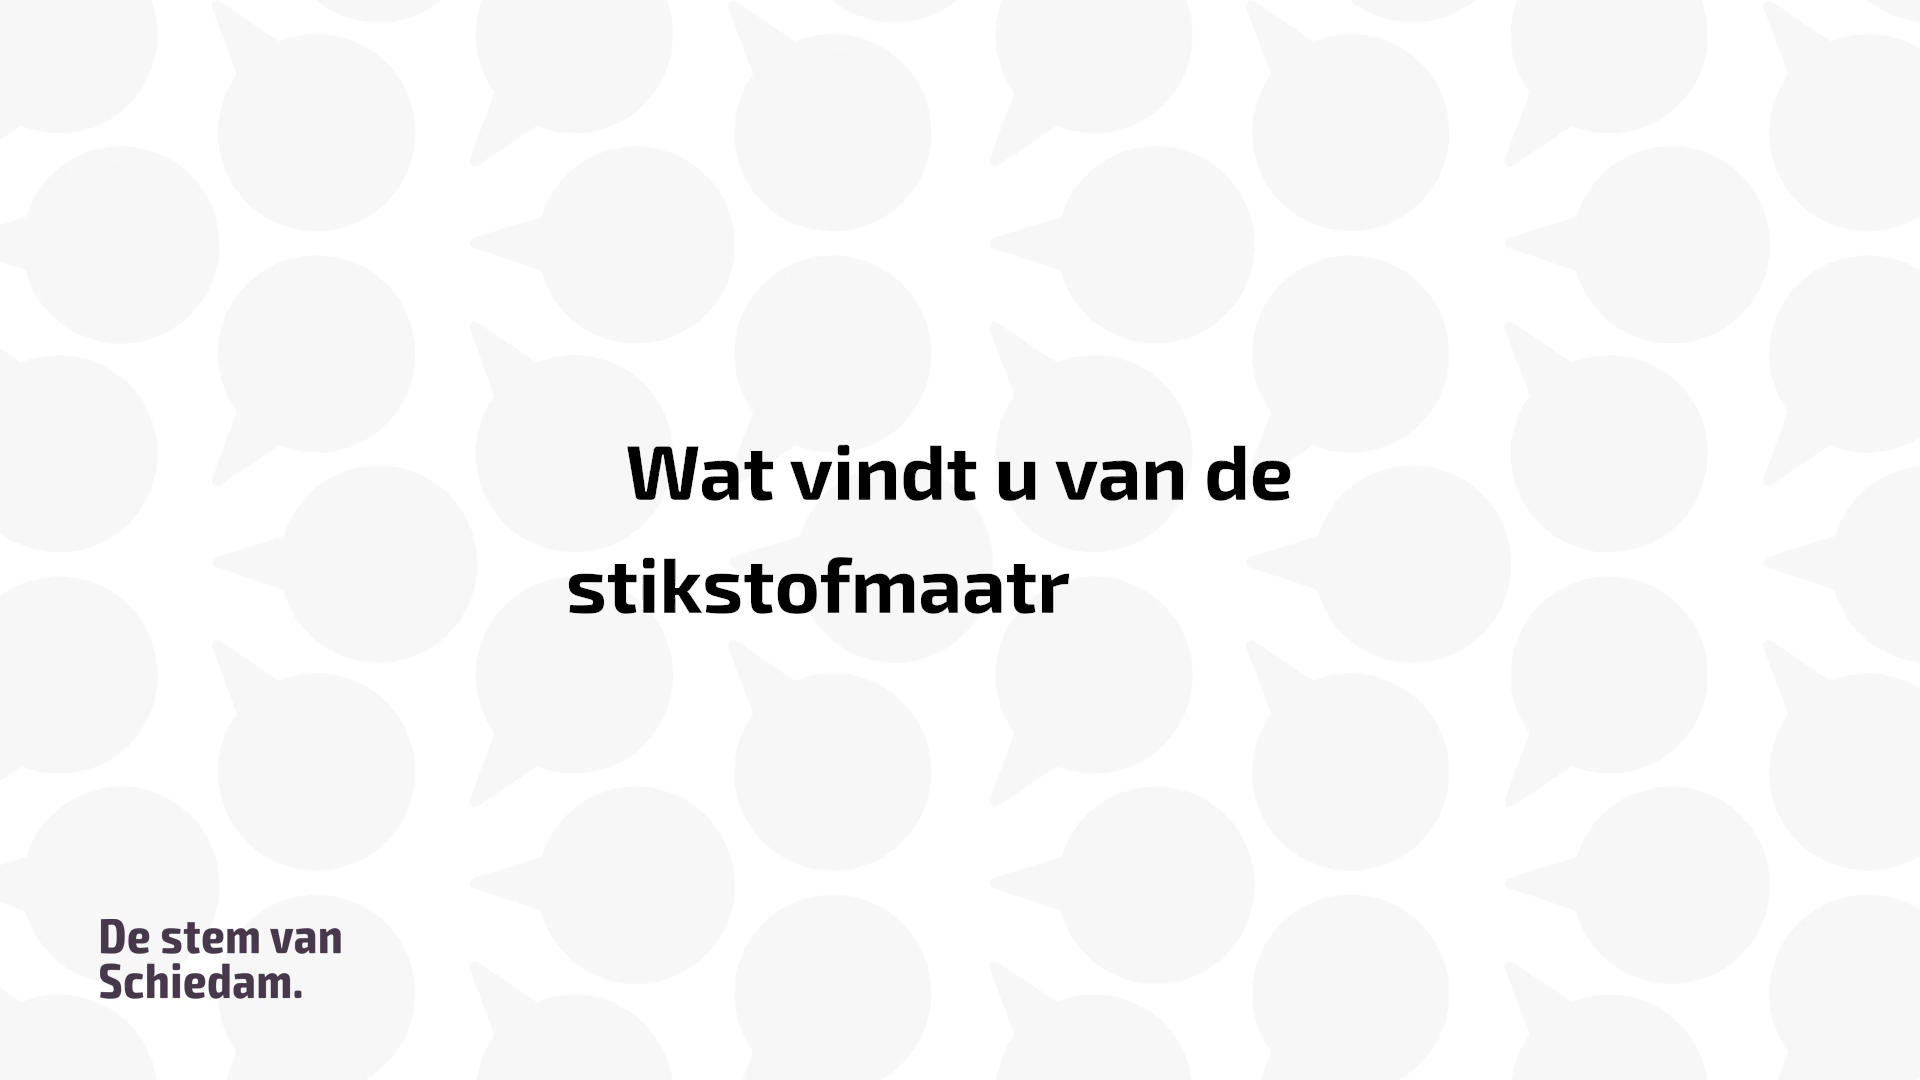 Wat vindt u van de
stikstofmaatr
De stem van
Schiedam.